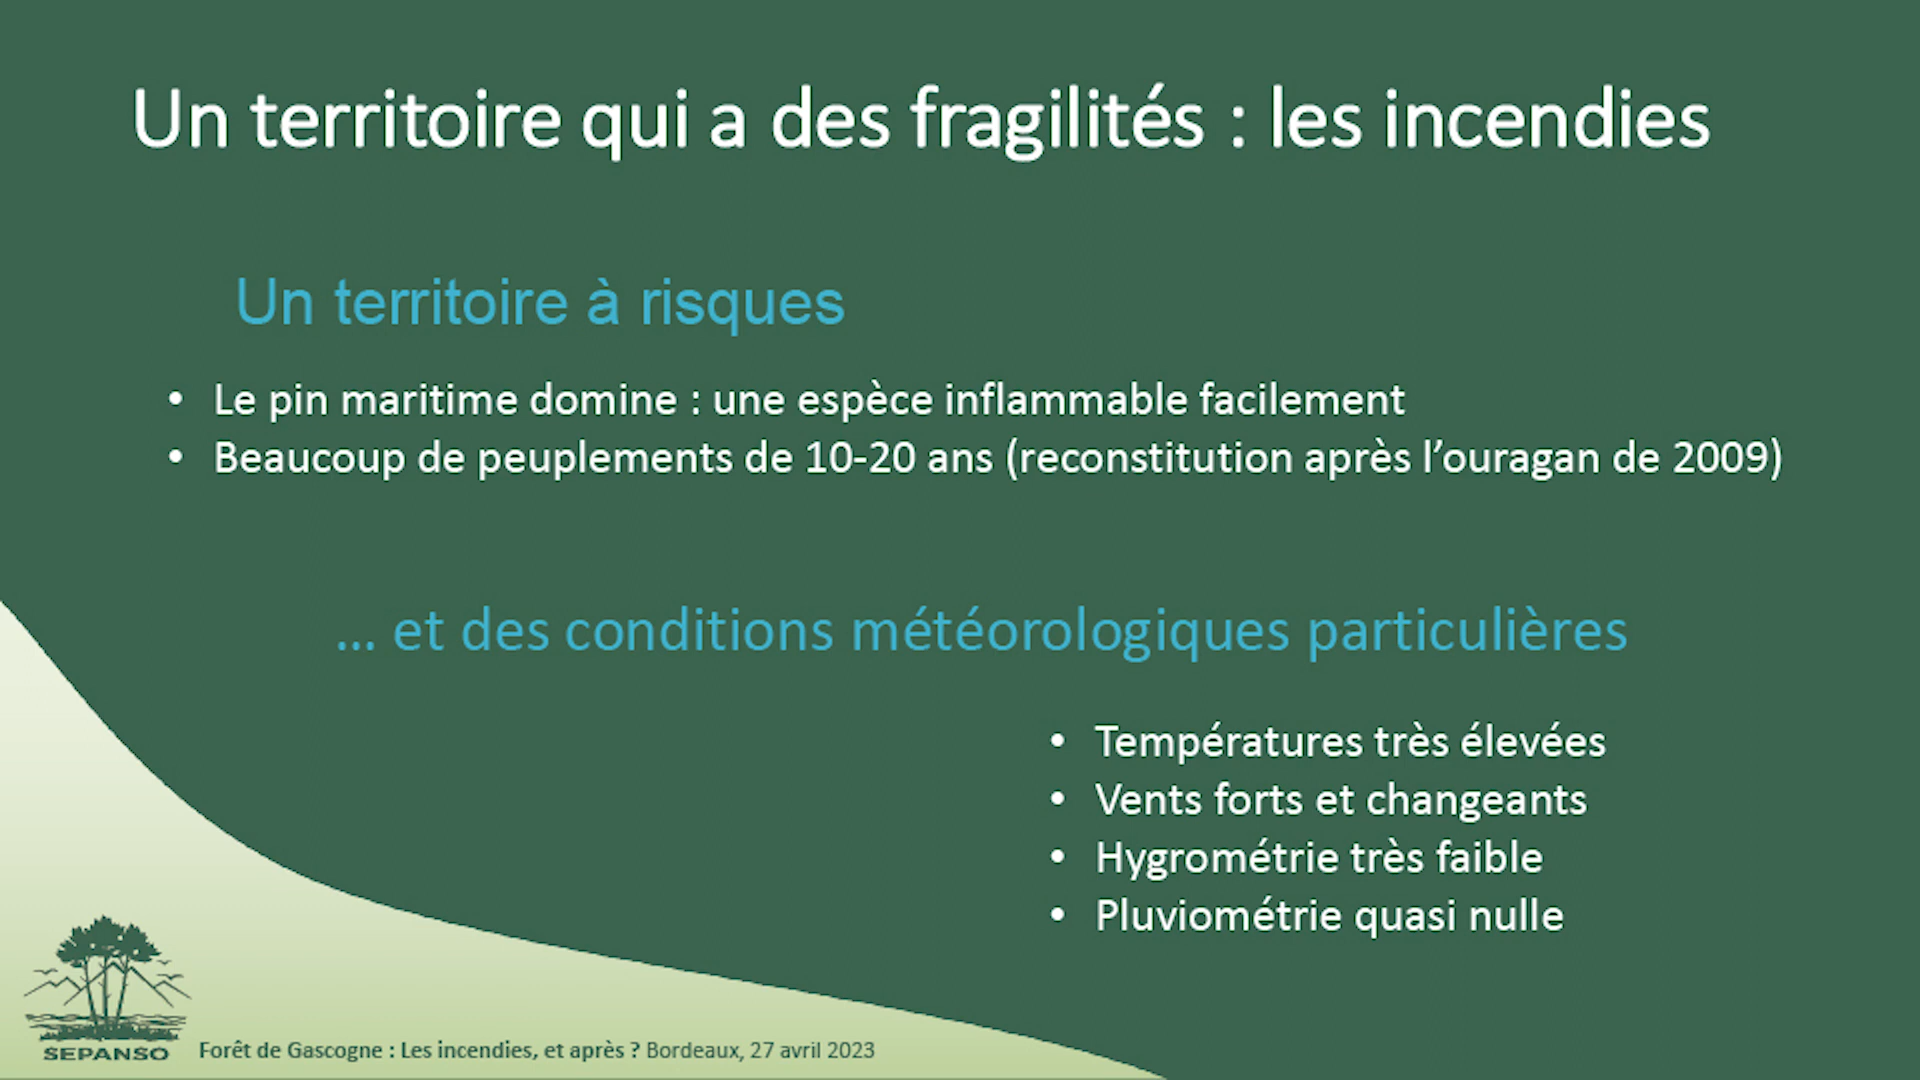 Un territoire qui a des fragilités : les incendies
Un territoire à risques
• Le pin maritime domine : une espèce inflammable facilement
• Beaucoup de peuplements de 10-20 ans (reconstitution après l’ouragan de 2009)
... et des conditions météorologiques particulières
• Températures très élevées
• Vents forts et changeants
• Hygrométrie très faible
• Pluviométrie quasi nulle
SEPANSO
Forêt de Gascogne : Les incendies, et après ? Bordeaux, 27 avril 2023